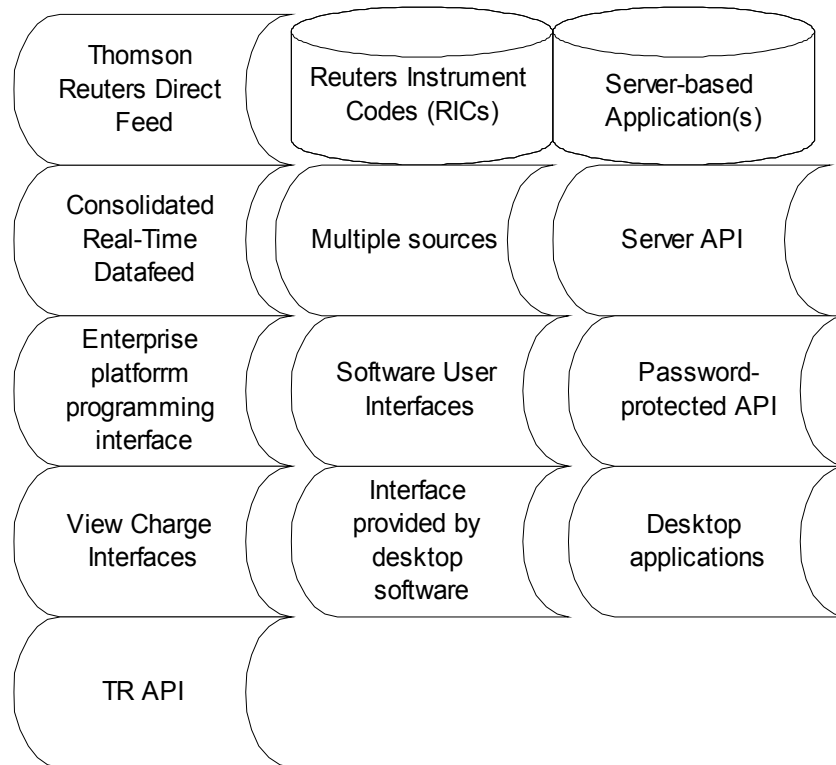 Thomson
Reuters Direct
Feed
Reuters Instrument
Codes (RICs)
Server-based
Application(s)
Consolidated
Real-Time
Datafeed
Multiple sources
Server API
Enterprise
platfrrm
programming
interface
Software User
Interfaces
Password-
protected API
View Charge
Interfaces
Interface
provided by
desktop
software
Desktop
applications
TR API